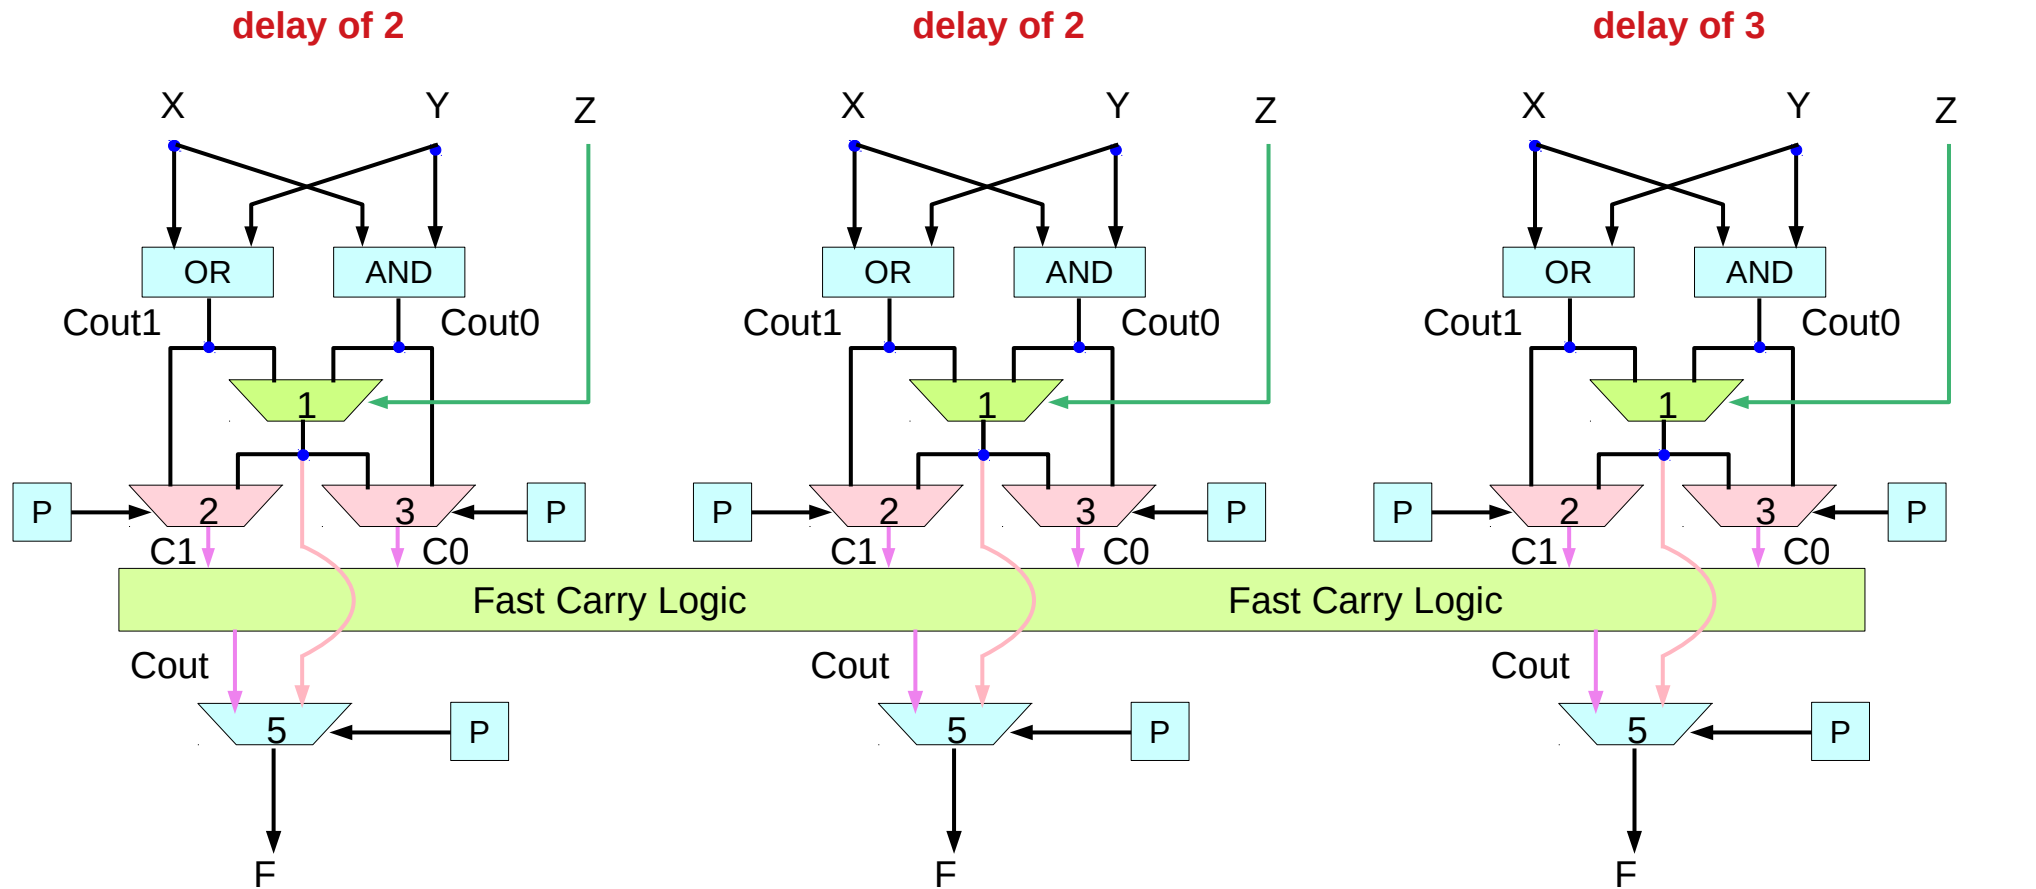 delay of 2 delay of 2 delay of 3
X Y Z X Y Z X Y Z
OR AND OR AND OR AND
Cout1 Cout0 Cout1 Cout0 Cout1 Cout0
1 1 1
P 2 3 P P 2 3 P P 2 3 P
C1 C0 C1 C0 C1 C0
Fast Carry Logic Fast Carry Logic
Cout Cout Cout
5 P 5 P 5 P
F F F